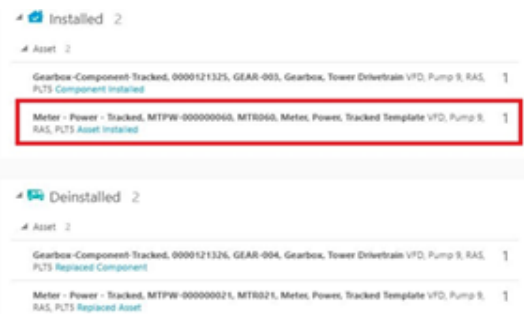 Installed 2
Asset 2
Gearbox-Component-Tracked, 0000121325, GEAR-003, Gearbox, Tower Drivetrain VFD, Pump 9, RAS, 1
PLTS Component Installed
Meter - Power - Tracked, MTPW-000000060, MTR060, Meter, Power, Tracked Template VFD, Pump 9, 1
RAS, PLTS Asset Installed
Deinstalled 2
Asset 2
Gearbox-Component-Tracked, 0000121326, GEAR-004, Gearbox, Tower Drivetrain VFD, Pump 9, RAS, 1
PLTS Replaced Component
Meter - Power - Tracked, MTPW-000000021, MTR021, Meter, Power, Tracked Template VFD, Pump 9, 1
RAS, PLTS Replaced Asset